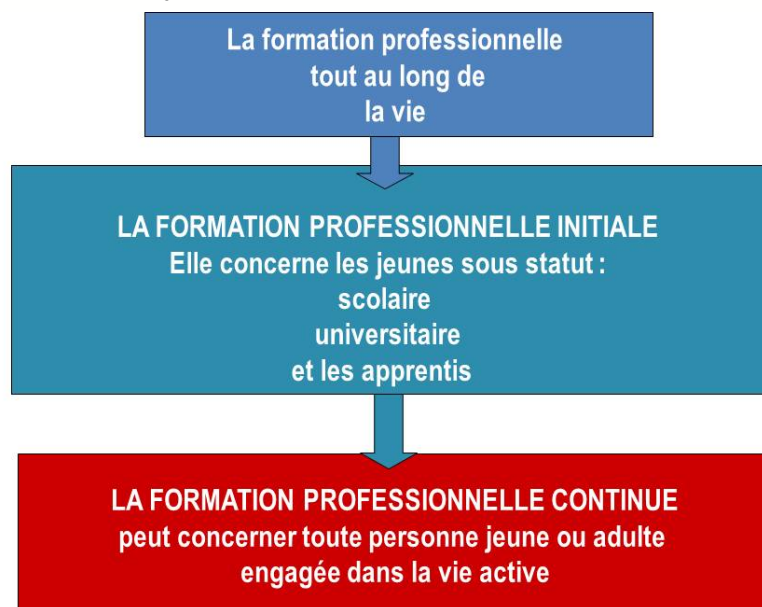 La formation professionnelle
tout au long de
la vie
LA FORMATION PROFESSIONNELLE INITIALE
Elle concerne les jeunes sous statut :
scolaire
universitaire
et les apprentis
LA FORMATION PROFESSIONNELLE CONTINUE
peut concerner toute personne jeune ou adulte
engagée dans la vie active